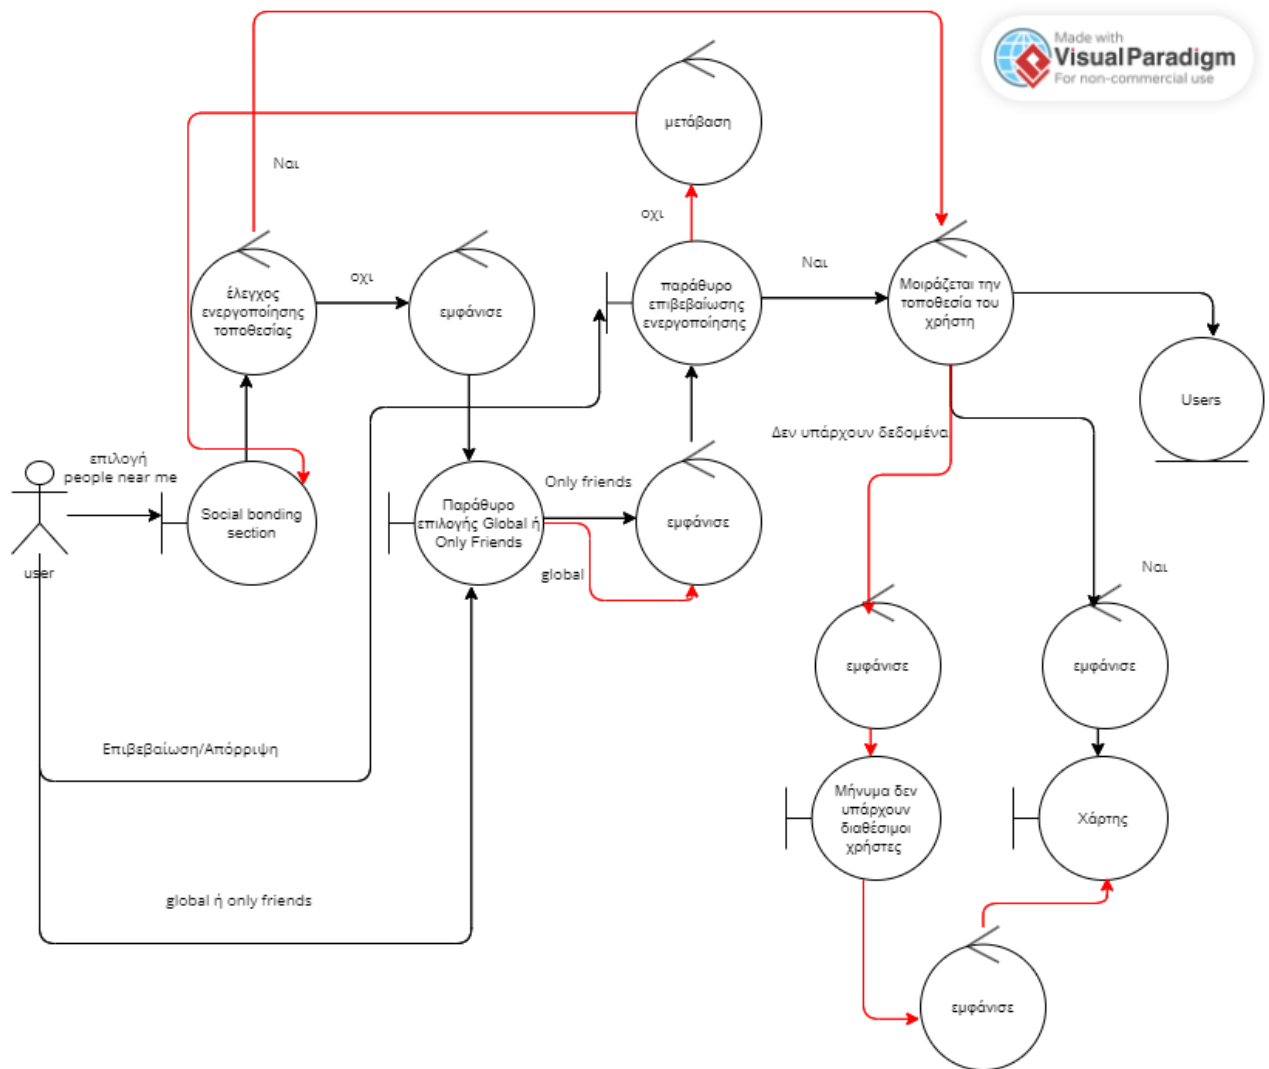 Made with
Visual Paradigm
For non-commercial use
μετάβαση
Ναι
οχι
οχι
Ναι
έλεγχος
ενεργοποίησης
τοποθεσίας
εμφάνισε
παράθυρο
επιβεβαίωσης
ενεργοποίησης
Μοιράζεται την
τοποθεσία του
χρήστη
Users
Δεν υπάρχουν δεδομένα
επιλογή
people near me
user
Social bonding
section
Παράθυρο
επιλογής Global ή
Only Friends
Only friends
global
εμφάνισε
Ναι
εμφάνισε
εμφάνισε
Επιβεβαίωση/Απόρριψη
Μήνυμα δεν
υπάρχουν
διαθέσιμοι
χρήστες
Χάρτης
global ή only friends
εμφάνισε